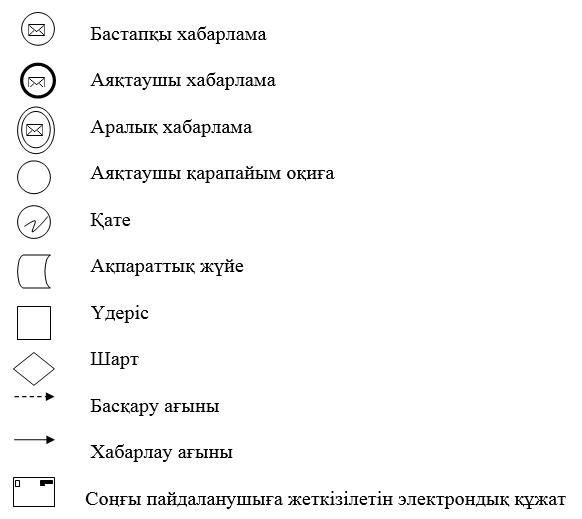 Бастапқы хабарлама
Аяқтаушы хабарлама
Аралық хабарлама
Аяқтаушы қарапайым оқиға
Қате
Ақпараттық жүйе
Үдеріс
Шарт
Басқару ағыны
Хабарлау ағыны
Соңғы пайдаланушыға жеткізілетін электрондық құжат